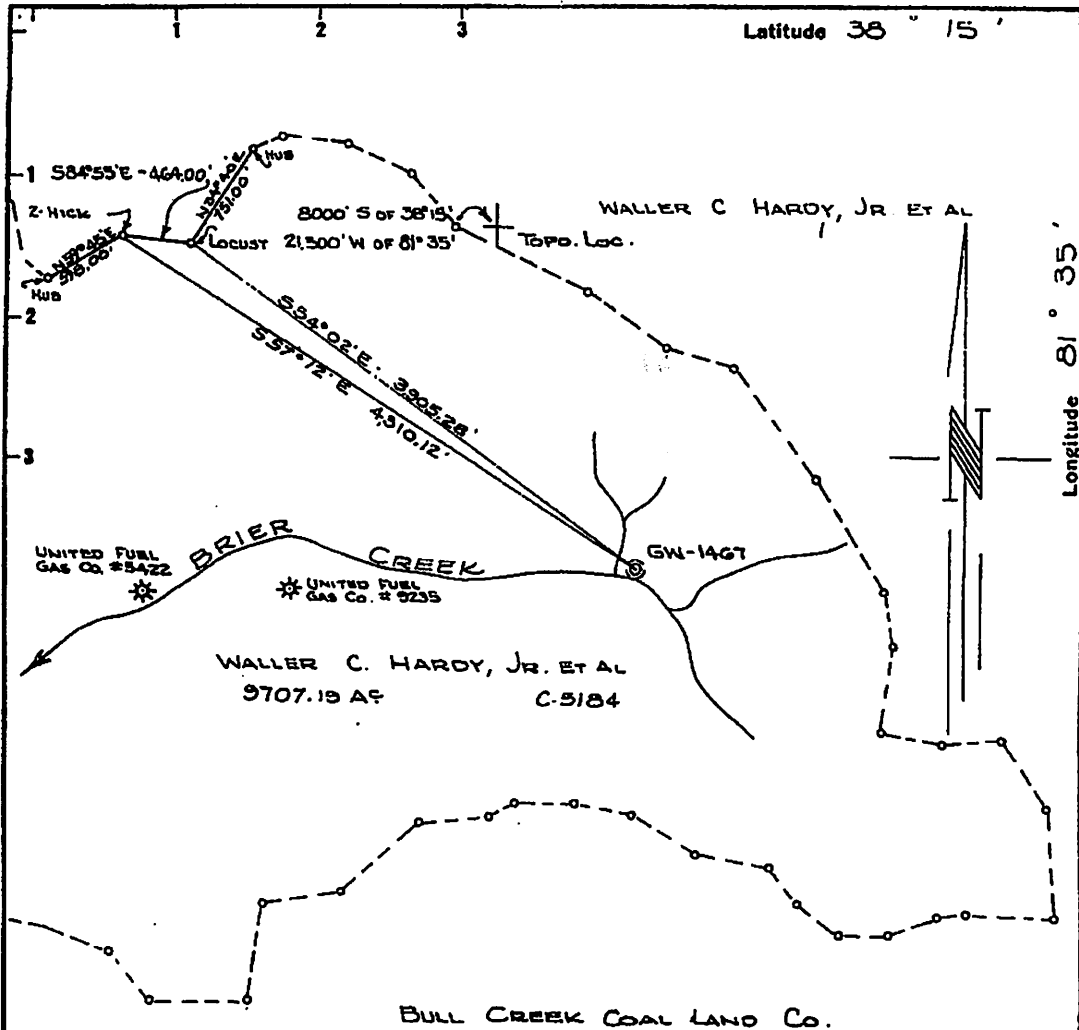 1 2 3
Latitude 38 ° 15 '
1
2
3
S84°55'E - 464.00'
HUB
751.00'
2-HICK
8000' S OF 38°15'
LOCUST 21,500' W OF 81° 35'
TOPO. LOC.
WALLER C HARDY, JR. ET AL
HUB
Longitude 81 ° 35 '
S54°02'E 3905.28'
S57°12' E 4,310.12'
GW-1467
BRIER CREEK
UNITED FUEL
GAS CO. #5422
UNITED FUEL
GAS CO. # 9235
WALLER C. HARDY, JR. ET AL
9707.19 AC C-5184
BULL CREEK COAL LAND CO.